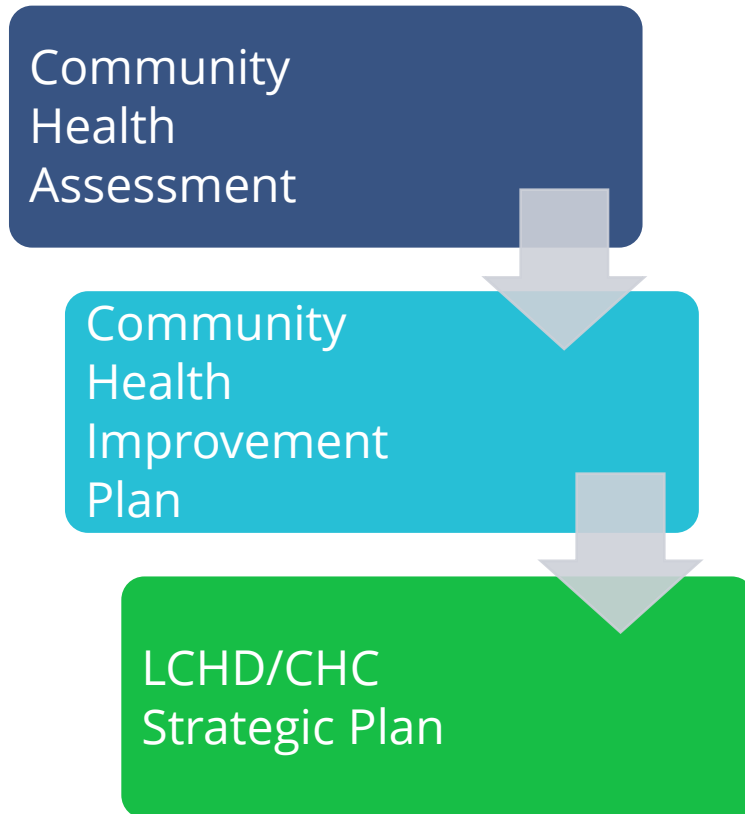 Community
Health
Assessment
Community
Health
Improvement
Plan
LCHD/CHC
Strategic Plan